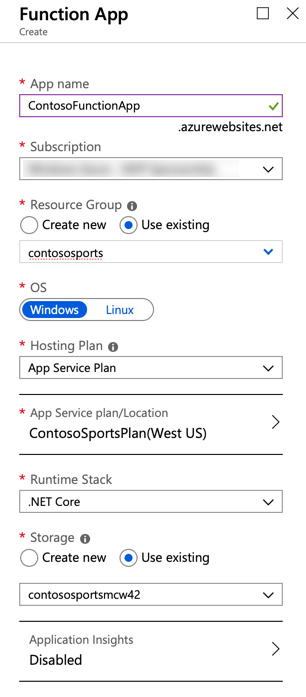 Function App
Create
* App name
ContosoFunctionApp
.azurewebsites.net
* Subscription
* Resource Group
Create new Use existing
contososports
* OS
Windows Linux
* Hosting Plan
App Service Plan
* App Service plan/Location
ContosoSportsPlan(West US)
* Runtime Stack
.NET Core
* Storage
Create new Use existing
contososportsmcw42
Application Insights
Disabled